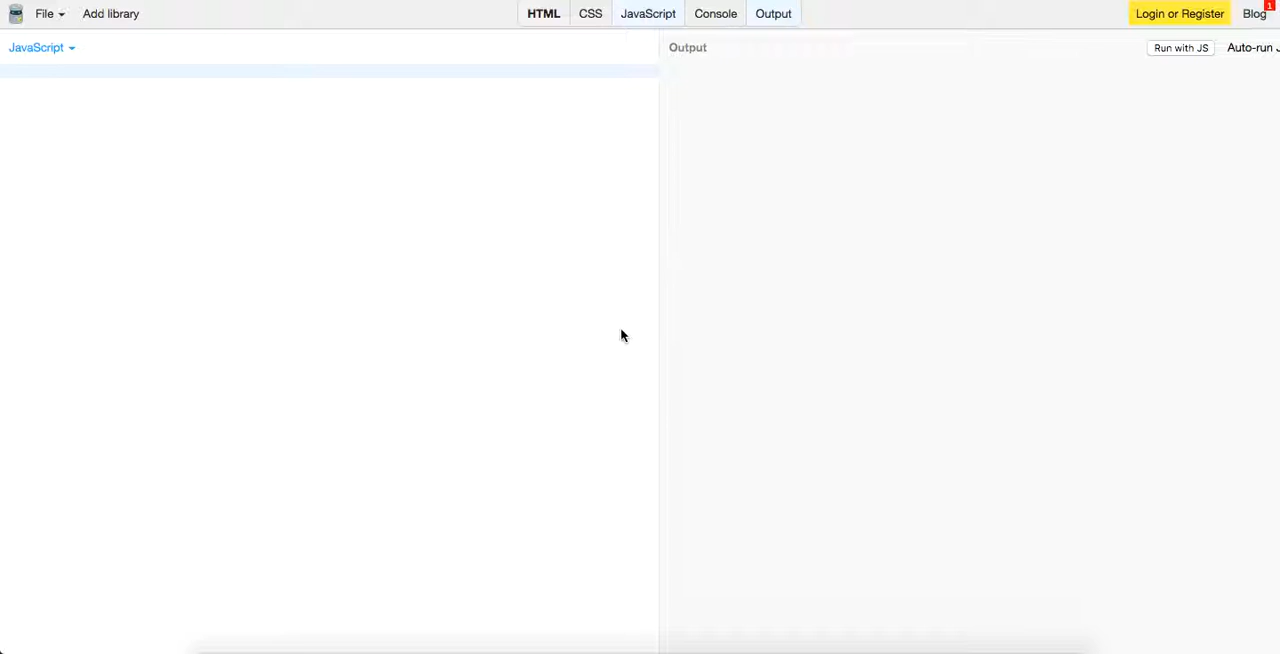 File Add library HTML CSS JavaScript Console Output Login or Register Blog 1
JavaScript Output Run with JS Auto-run